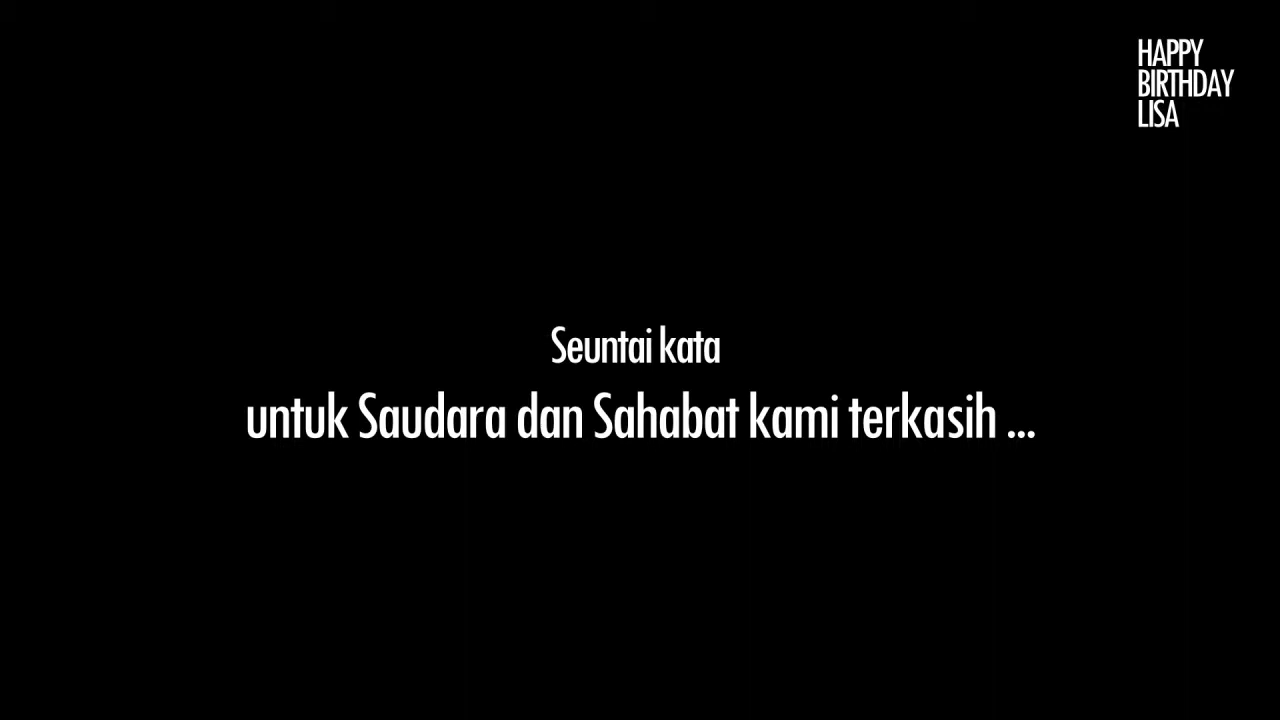 HAPPY
BIRTHDAY
LISA
Seuntai kata
untuk Saudara dan Sahabat kami terkasih ...